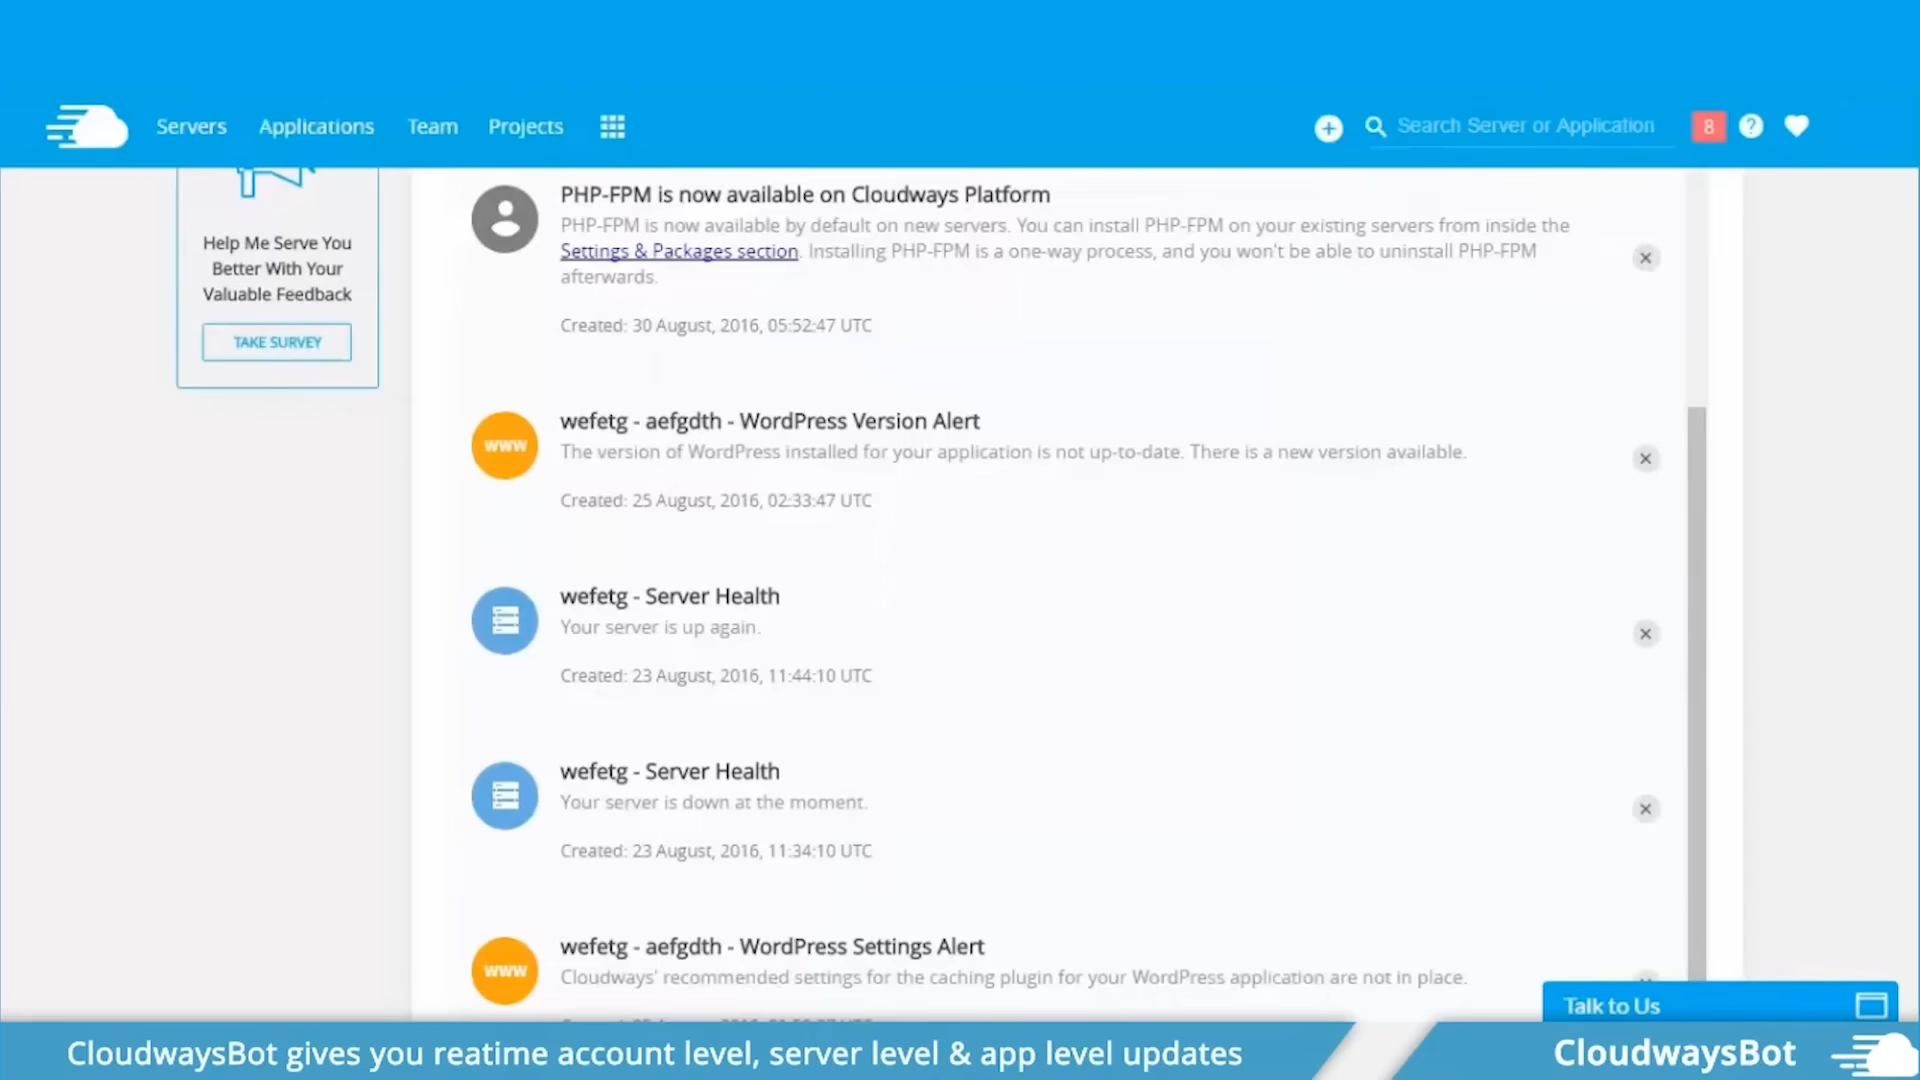 Servers Applications Team Projects Search Server or Application 8 ?
Help Me Serve You
Better With Your
Valuable Feedback
TAKE SURVEY
PHP-FPM is now available on Cloudways Platform
PHP-FPM is now available by default on new servers. You can install PHP-FPM on your existing servers from inside the
Settings & Packages section. Installing PHP-FPM is a one-way process, and you won't be able to uninstall PHP-FPM
afterwards.
Created: 30 August, 2016, 05:52:47 UTC
www
wefetg - aefgdth - WordPress Version Alert
The version of WordPress installed for your application is not up-to-date. There is a new version available.
Created: 25 August, 2016, 02:33:47 UTC
wefetg - Server Health
Your server is up again.
Created: 23 August, 2016, 11:44:10 UTC
wefetg - Server Health
Your server is down at the moment.
Created: 23 August, 2016, 11:34:10 UTC
www
wefetg - aefgdth - WordPress Settings Alert
Cloudways' recommended settings for the caching plugin for your WordPress application are not in place.
Talk to Us
CloudwaysBot gives you reatime account level, server level & app level updates
CloudwaysBot